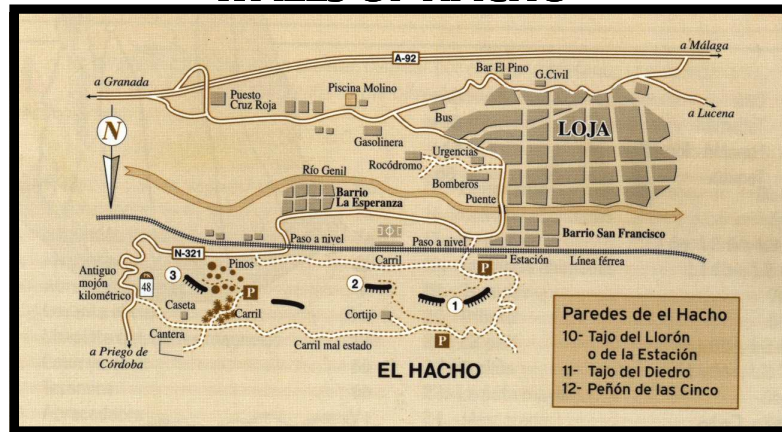 WALLS OF HACHO
a Málaga
A-92
Bar El Pino
G.Civil
a Granada
Puesto
Cruz Roja
Piscina Molino
a Lucena
Bus
N
LOJA
Gasolinera
Urgencias
Rocódromo
Río Genil
Bomberos
Barrio
La Esperanza
Puente
Barrio San Francisco
Paso a nivel
Paso a nivel
N-321
Pinos
Carril
Estación
Línea férrea
P
Antiguo
mojón
kilométrico
48
3
P
2
1
Caseta
Carril
Cortijo
Cantera
P
Carril mal estado
a Priego de
Córdoba
EL HACHO
Paredes de el Hacho
10- Tajo del Llorón
o de la Estación
11- Tajo del Diedro
12- Peñón de las Cinco